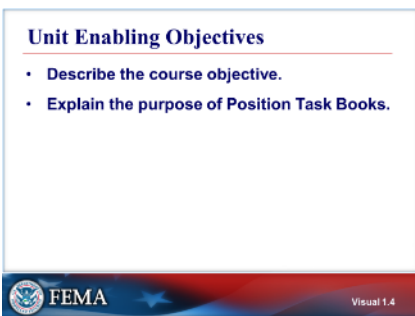 Unit Enabling Objectives
• Describe the course objective.
• Explain the purpose of Position Task Books.
FEMA
Visual 1.4